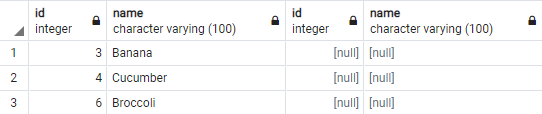 id name id name
integer character varying (100) integer character varying (100)
1 3 Banana [null] [null]
2 4 Cucumber [null] [null]
3 6 Broccoli [null] [null]